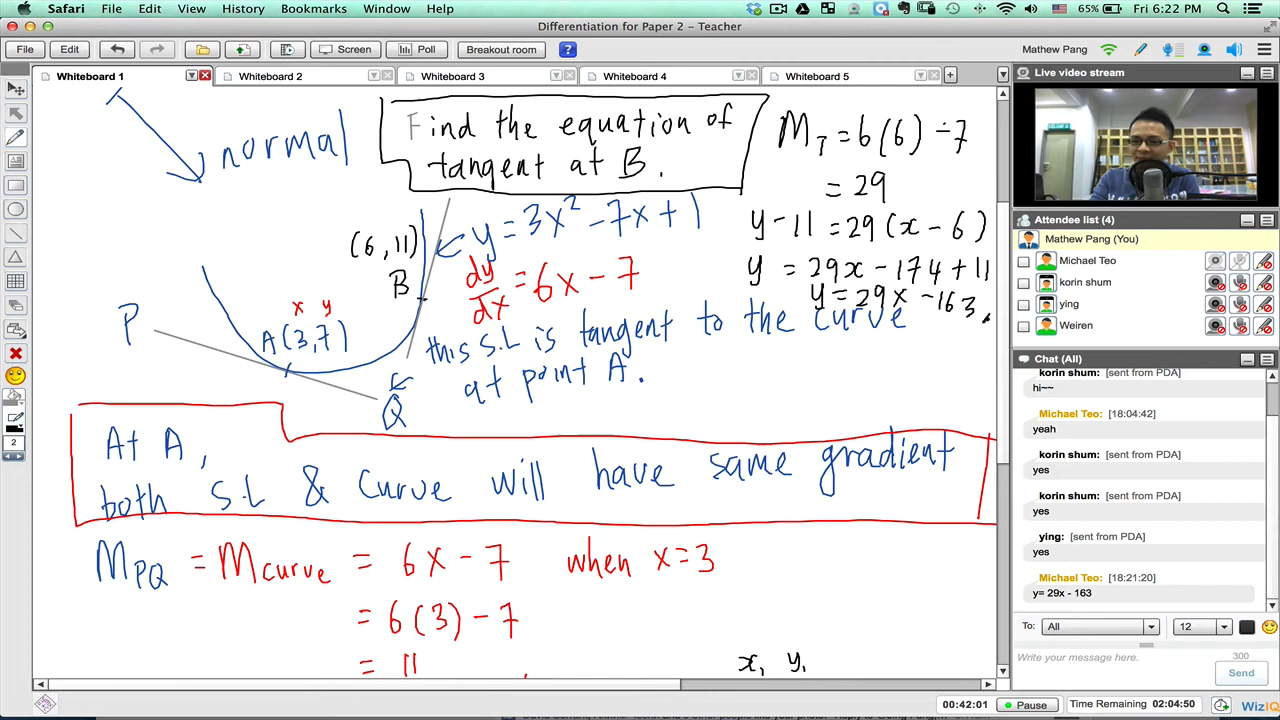 Safari File Edit View History Bookmarks Window Help
65% Fri 6:22 PM
Differentiation for Paper 2 - Teacher
File Edit Screen Poll Breakout room ?
Mathew Pang
Whiteboard 1 Whiteboard 2 Whiteboard 3 Whiteboard 4 Whiteboard 5
normal
Find the equation of
tangent at B.
M_T = 6(6) - 7
= 29
y - 11 = 29(x - 6)
y = 29x - 174 + 11
y = 29x - 163.
y = 3x² - 7x + 1
(6, 11)
B
dy/dx = 6x - 7
P
x y
A(3,7)
Q
this S.L is tangent to the curve
at point A.
At A,
both S.L & Curve will have same gradient
M_PQ = M_curve = 6x - 7 when x = 3
= 6(3) - 7
= 11
x, y,
2
Live video stream
Attendee list (4)
Mathew Pang (You)
Michael Teo
korin shum
ying
Weiren
Chat (All)
korin shum: [sent from PDA]
hi~~
Michael Teo: [18:04:42]
yeah
korin shum: [sent from PDA]
yes
korin shum: [sent from PDA]
yes
ying: [sent from PDA]
yes
Michael Teo: [18:21:20]
y= 29x - 163
To: All 12
Write your message here. 300
Send
00:42:01 Pause Time Remaining 02:04:50 WizIQ